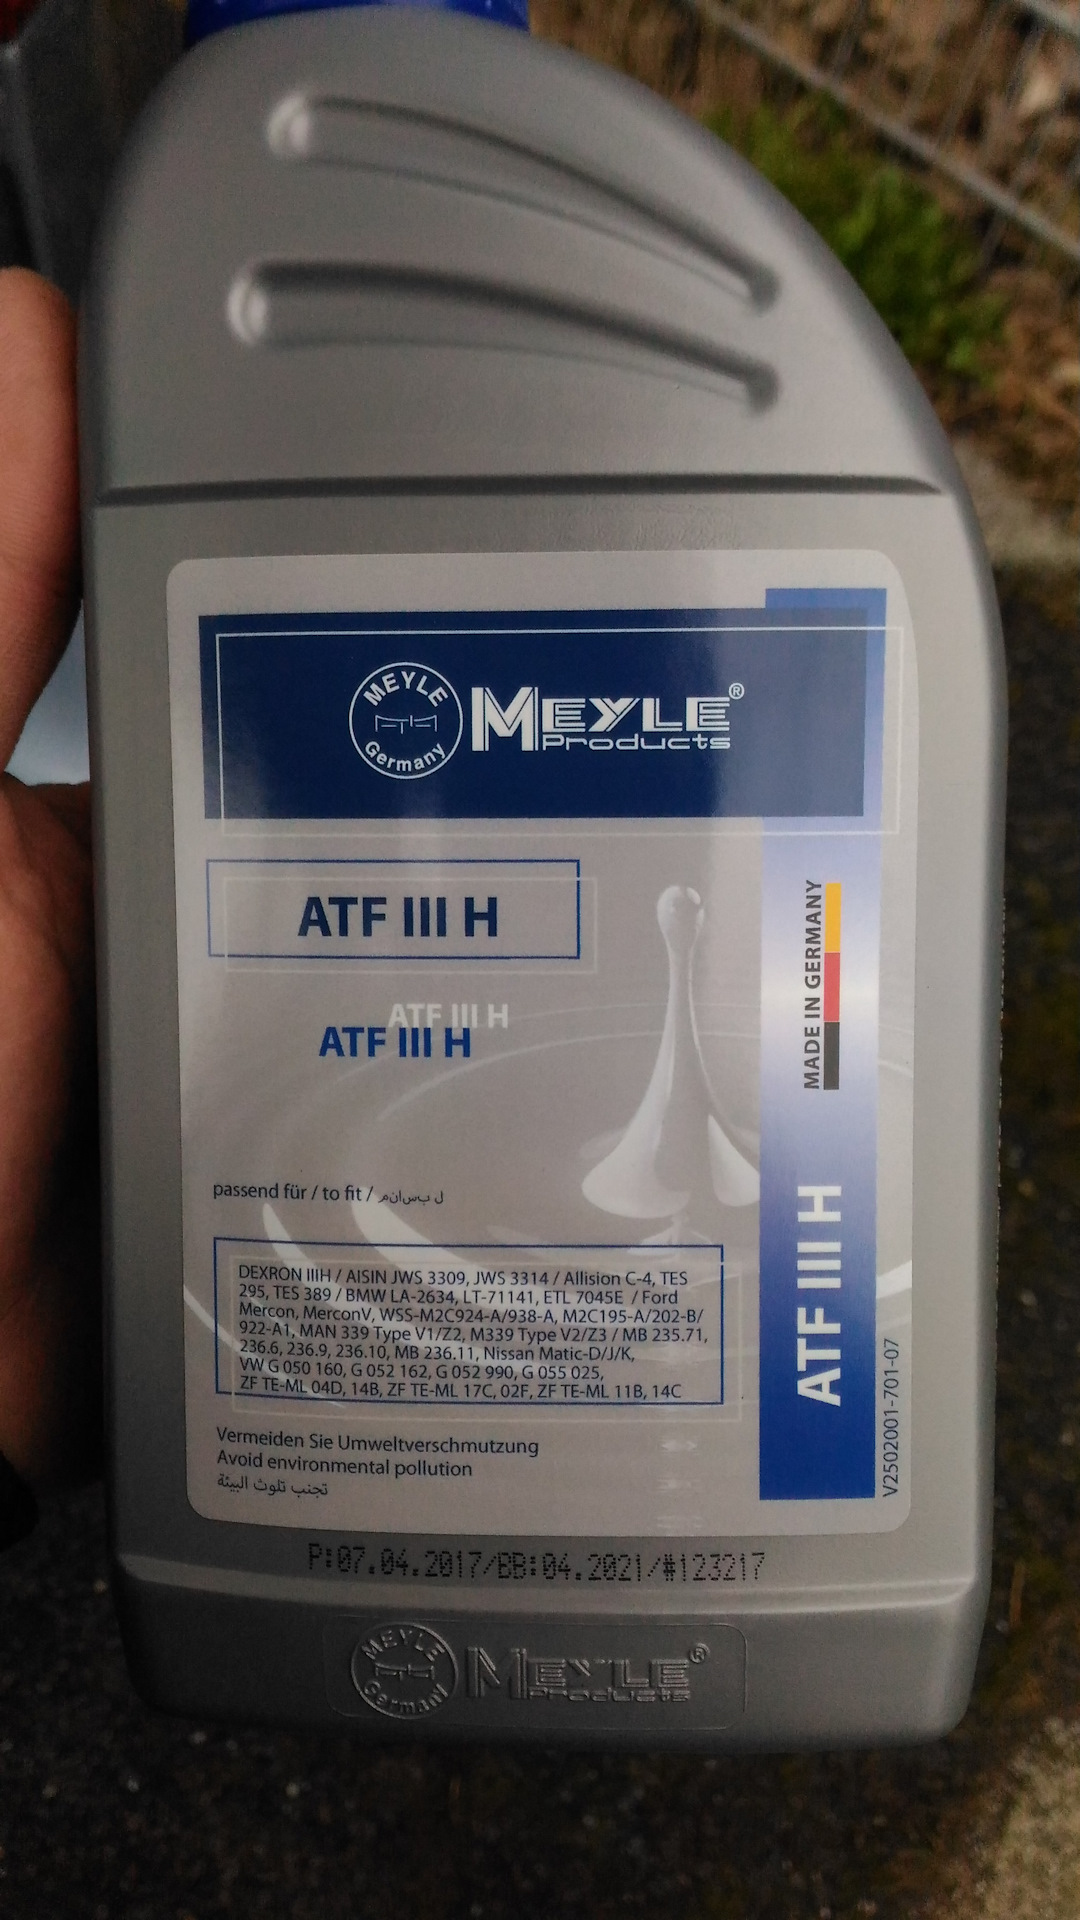 MEYLE
Germany
MEYLE®
Products
ATF III H
ATF III H
ATF III H
MADE IN GERMANY
ATF III H
V2502001-701-07
passend für / to fit / ل بسانم
DEXRON IIIH / AISIN JWS 3309, JWS 3314 / Allision C-4, TES
295, TES 389 / BMW LA-2634, LT-71141, ETL 7045E / Ford
Mercon, MerconV, WSS-M2C924-A/938-A, M2C195-A/202-B/
922-A1, MAN 339 Type V1/Z2, M339 Type V2/Z3 / MB 235.71,
236.6, 236.9, 236.10, MB 236.11, Nissan Matic-D/J/K,
VW G 050 160, G 052 162, G 052 990, G 055 025,
ZF TE-ML 04D, 14B, ZF TE-ML 17C, 02F, ZF TE-ML 11B, 14C
Vermeiden Sie Umweltverschmutzung
Avoid environmental pollution
تجنب تلوث البيئة
P:07.04.2017/BB:04.2021/#123217
MEYLE
Germany
MEYLE®
Products